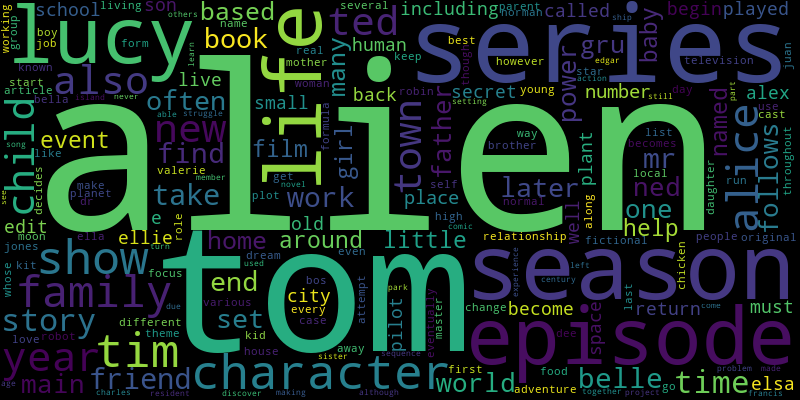 working
group
school
living
son
others
based
ted
many
including
norman
parent
called
begin
played
lucy
boy
job
name
form
book
life
several
real
mother
human
keep
series
best
however
gru
baby
television
juan
known
article
start
also
bella
live
learn
back
thought
star
action
ship
edgar
young
number
alex
cast
often
small
woman
island
never
able
struggle
town
father
robin
power
secret
setting
still
part
use
day
named
child
song
event
new
film
girl
formula
alien
way
brother
plant
list
becomes
mr
local
alice
follows
throughout
like
find
valerie
member
plot
get
novel
work
place
self
later
normal
ned
one
daughter
run
see
decides
make
planet
dr
take
role
old
high
comic
well
along
edit
moon
ella
ellie
turn
home
around
little
relationship
fictional
help
people
original
jones
kit
whose
show
focus
tom
dream
even
season
chicken
experience
left
century
family
due
various
end
used
bos
city
every
case
attempt
park
pilot
eventually
master
change
become
space
last
return
come
must
story
love
robot
different
theme
set
kid
house
away
sister
sequence
episode
dee
year
tim
age
main
friend
character
first
world
adventure
food
belle
together
project
go
time
problem
made
elsa
francis
charles
resident
discover
making
although